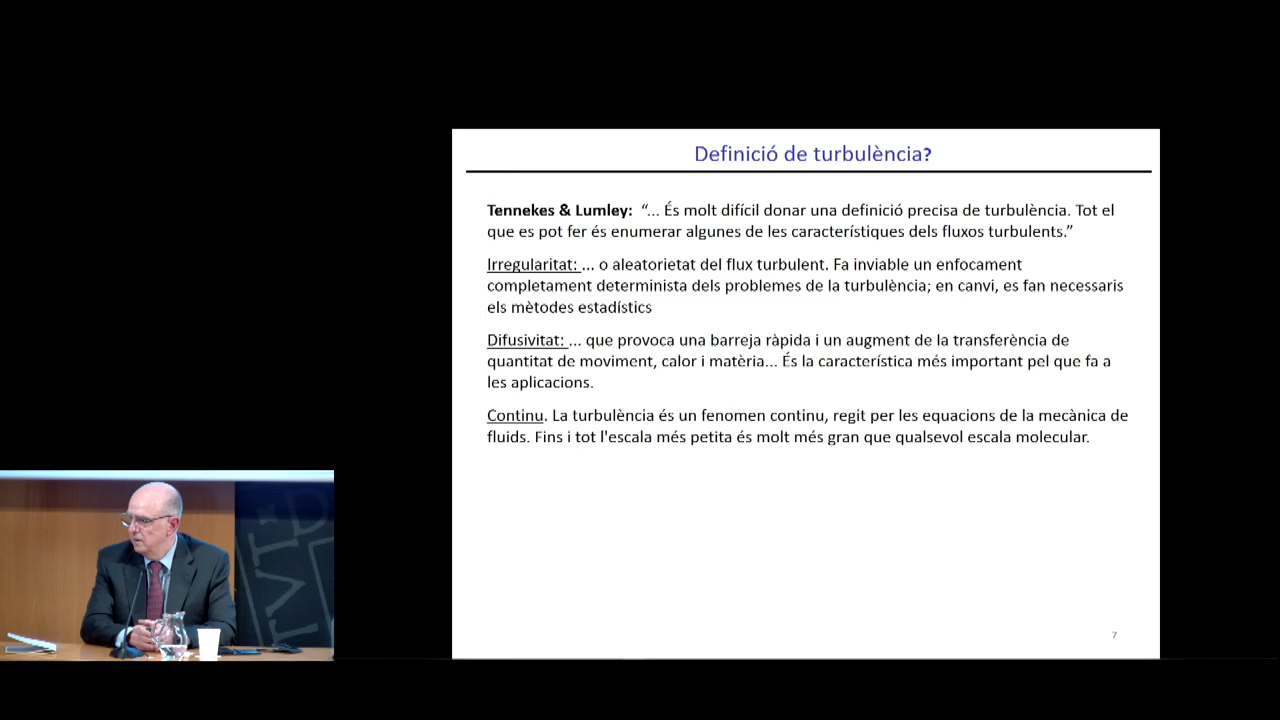 Definició de turbulència?
Tennekes & Lumley: “... És molt difícil donar una definició precisa de turbulència. Tot el
que es pot fer és enumerar algunes de les característiques dels fluxos turbulents.”
Irregularitat: ... o aleatorietat del flux turbulent. Fa inviable un enfocament
completament determinista dels problemes de la turbulència; en canvi, es fan necessaris
els mètodes estadístics
Difusivitat: ... que provoca una barreja ràpida i un augment de la transferència de
quantitat de moviment, calor i matèria... És la característica més important pel que fa a
les aplicacions.
Continu. La turbulència és un fenomen continu, regit per les equacions de la mecànica de
fluids. Fins i tot l'escala més petita és molt més gran que qualsevol escala molecular.
7